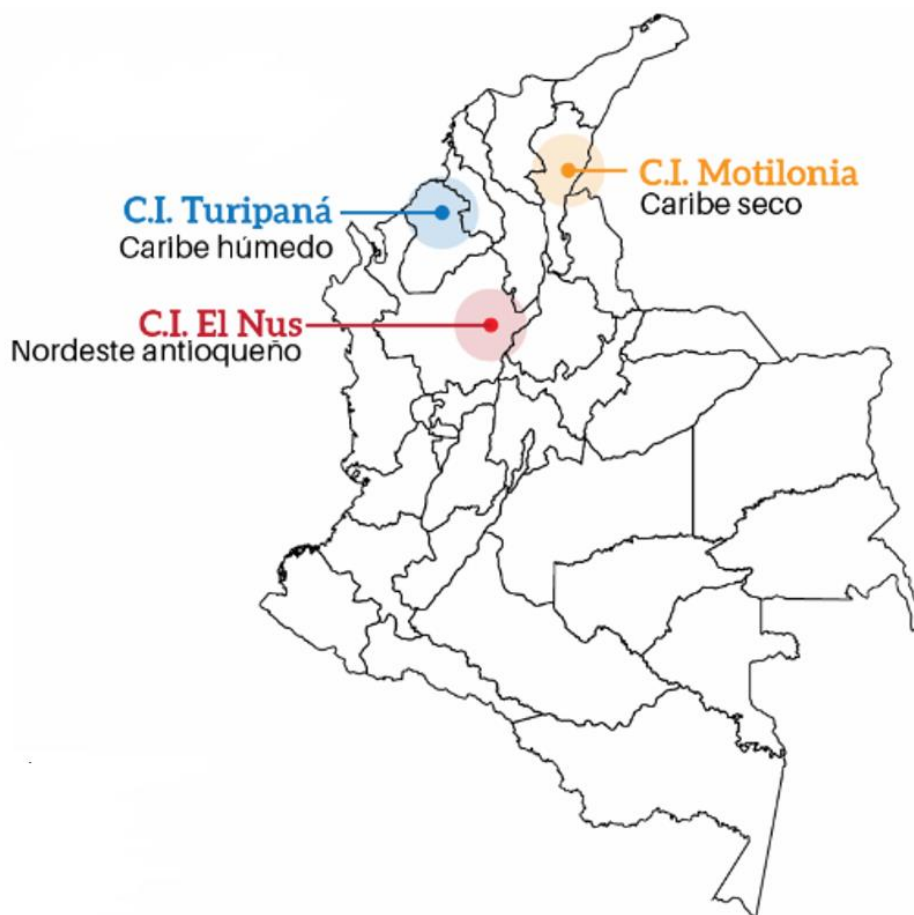 C.I. Motilonia
Caribe seco
C.I. Turipaná
Caribe húmedo
C.I. El Nus
Nordeste antioqueño